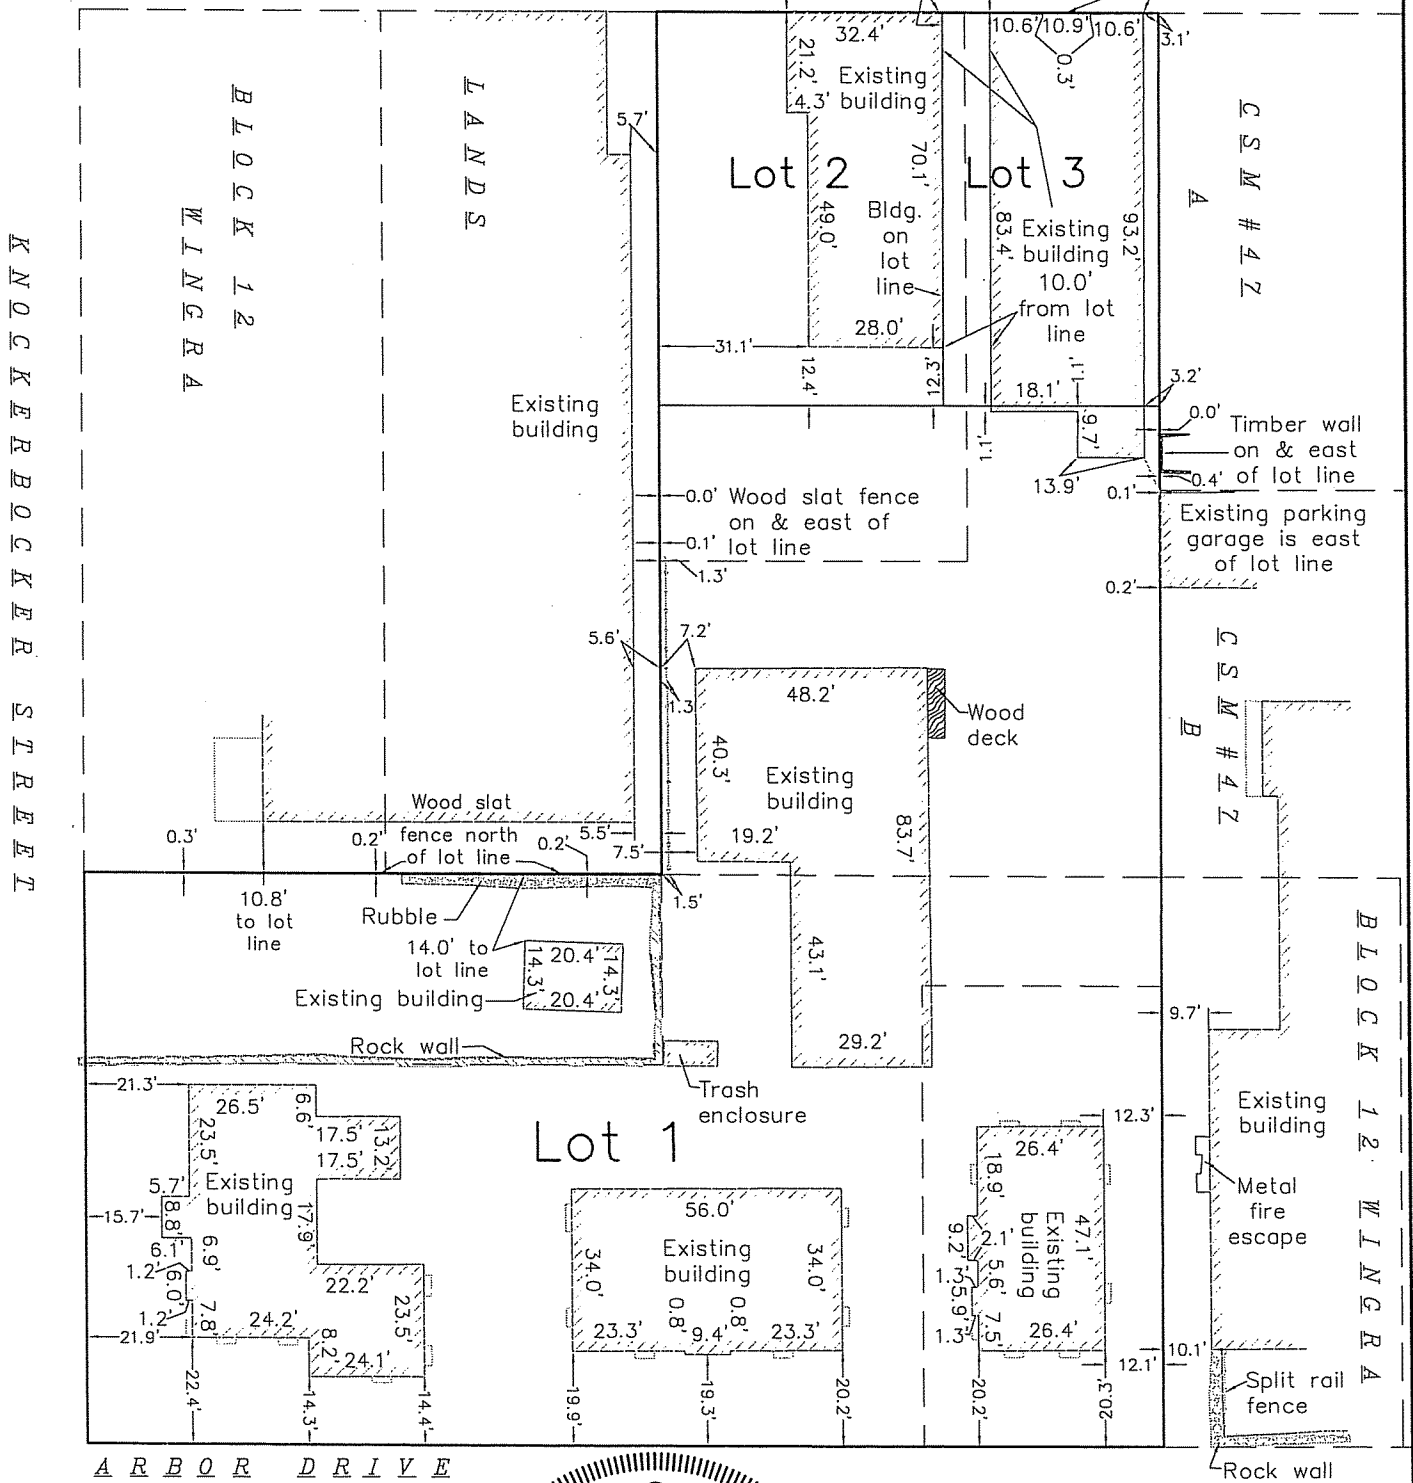 32.4'
10.6'
10.9'
10.6'
3.1'
0.3'
21.2'
4.3'
Existing
building
5.7'
Lot 2
Lot 3
70.1'
49.0'
Bldg.
on
lot
line
28.0'
31.1'
12.4'
12.3'
83.4'
93.2'
Existing
building
10.0'
from lot
line
18.1'
1.1'
1.1'
9.7'
13.9'
3.2'
0.0'
0.4'
0.1'
0.2'
CSM #47
A
Timber wall
on & east
of lot line
Existing parking
garage is east
of lot line
CSM #47
B
KNOCKERBOCKER STREET
BLOCK 12
WINGRA
LANDS
Existing
building
0.0'
Wood slat fence
on & east of
lot line
0.1'
1.3'
5.6'
7.2'
1.3
48.2'
40.3'
Existing
building
83.7'
19.2'
43.1'
29.2'
Wood
deck
Wood slat
fence north
of lot line
0.3'
0.2'
0.2'
5.5'
7.5'
1.5'
10.8'
to lot
line
Rubble
14.0' to
lot line
20.4'
14.3'
14.3'
20.4'
Existing building
Rock wall
Trash
enclosure
Lot 1
21.3'
26.5'
6.6'
23.5'
17.5'
17.5'
13.2'
5.7'
Existing
building
15.7'
8.8'
17.9'
6.1'
6.9'
1.2'
6.0'
1.2'
7.8'
22.2'
23.5'
24.2'
21.9'
8.2'
24.1'
22.4'
14.3'
14.4'
56.0'
34.0'
Existing
building
34.0'
23.3'
0.8'
9.4'
0.8'
23.3'
19.9'
19.3'
20.2'
26.4'
18.9'
47.1'
Existing
building
9.2'
2.1'
1.3'
5.6'
5.9'
1.3'
7.5'
26.4'
20.2'
20.3'
12.3'
12.1'
9.7'
10.1'
Existing
building
Metal
fire
escape
Split rail
fence
Rock wall
BLOCK 12 WINGRA
ARBOR DRIVE